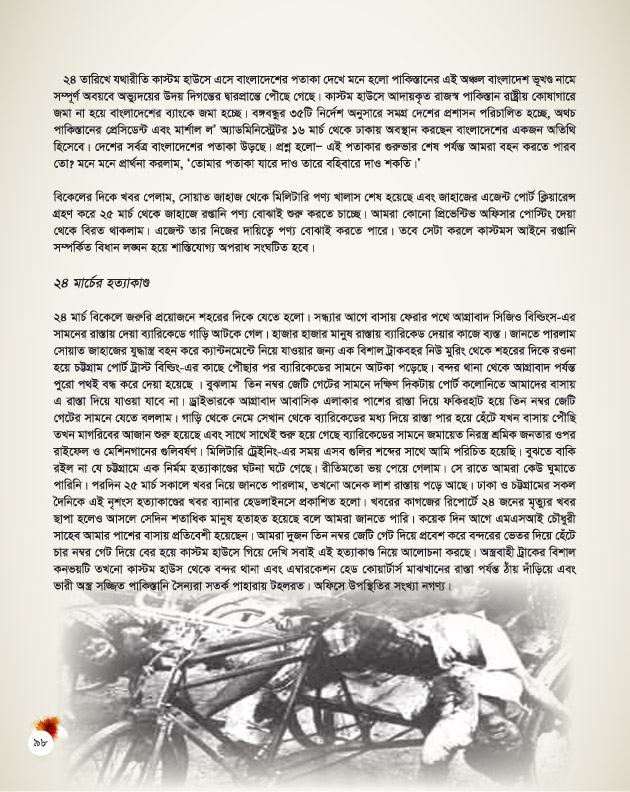 ২৪ তারিখে যথারীতি কাস্টম হাউসে এসে বাংলাদেশের পতাকা দেখে মনে হলো পাকিস্তানের এই অঞ্চল বাংলাদেশ ভূখণ্ড নামে
সম্পূর্ণ অবয়বে অভ্যুদয়ের উদয় দিগন্তের দ্বারপ্রান্তে পৌছে গেছে। কাস্টম হাউসে আদায়কৃত রাজস্ব পাকিস্তান রাষ্ট্রীয় কোষাগারে
জমা না হয়ে বাংলাদেশের ব্যাংকে জমা হচ্ছে। বঙ্গবন্ধুর ৩৫টি নির্দেশ অনুসারে সমগ্র দেশের প্রশাসন পরিচালিত হচ্ছে, অথচ
পাকিস্তানের প্রেসিডেন্ট এবং মার্শাল ল’ অ্যাডমিনিস্ট্রেটর ১৬ মার্চ থেকে ঢাকায় অবস্থান করছেন বাংলাদেশের একজন অতিথি
হিসেবে। দেশের সর্বত্র বাংলাদেশের পতাকা উড়ছে। প্রশ্ন হলো– এই পতাকার গুরুভার শেষ পর্যন্ত আমরা বহন করতে পারব
তো? মনে মনে প্রার্থনা করলাম, ‘তোমার পতাকা যারে দাও তারে বহিবারে দাও শকতি।’
বিকেলের দিকে খবর পেলাম, সোয়াত জাহাজ থেকে মিলিটারি পণ্য খালাস শেষ হয়েছে এবং জাহাজের এজেন্ট পোর্ট ক্লিয়ারেন্স
গ্রহণ করে ২৫ মার্চ থেকে জাহাজে রপ্তানি পণ্য বোঝাই শুরু করতে চাচ্ছে। আমরা কোনো প্রিভেন্টিভ অফিসার পোস্টিং দেয়া
থেকে বিরত থাকলাম। এজেন্ট তার নিজের দায়িত্বে পণ্য বোঝাই করতে পারে। তবে সেটা করলে কাস্টমস আইনে রপ্তানি
সম্পর্কিত বিধান লঙ্ঘন হয়ে শাস্তিযোগ্য অপরাধ সংঘটিত হবে।
২৪ মার্চের হত্যাকাণ্ড
২৪ মার্চ বিকেলে জরুরি প্রয়োজনে শহরের দিকে যেতে হলো। সন্ধ্যার আগে বাসায় ফেরার পথে আগ্রাবাদ সিজিও বিল্ডিংস-এর
সামনের রাস্তায় দেয়া ব্যারিকেডে গাড়ি আটকে গেল। হাজার হাজার মানুষ রাস্তায় ব্যারিকেড দেয়ার কাজে ব্যস্ত। জানতে পারলাম
সোয়াত জাহাজের যুদ্ধাস্ত্র বহন করে ক্যান্টনমেন্টে নিয়ে যাওয়ার জন্য এক বিশাল ট্রাকবহর নিউ মুরিং থেকে শহরের দিকে রওনা
হয়ে চট্টগ্রাম পোর্ট ট্রাস্ট বিল্ডিং-এর কাছে পৌঁছার পর ব্যারিকেডের সামনে আটকা পড়েছে। বন্দর থানা থেকে আগ্রাবাদ পর্যন্ত
পুরো পথই বন্ধ করে দেয়া হয়েছে । বুঝলাম তিন নম্বর জেটি গেটের সামনে দক্ষিণ দিকটায় পোর্ট কলোনিতে আমাদের বাসায়
এ রাস্তা দিয়ে যাওয়া যাবে না। ড্রাইভারকে আগ্রাবাদ আবাসিক এলাকার পাশের রাস্তা দিয়ে ফকিরহাট হয়ে তিন নম্বর জেটি
গেটের সামনে যেতে বললাম। গাড়ি থেকে নেমে সেখান থেকে ব্যারিকেডের মধ্য দিয়ে রাস্তা পার হয়ে হেঁটে যখন বাসায় পৌঁছি
তখন মাগরিবের আজান শুরু হয়েছে এবং সাথে সাথেই শুরু হয়ে গেছে ব্যারিকেডের সামনে জমায়েত নিরস্ত্র শ্রমিক জনতার ওপর
রাইফেল ও মেশিনগানের গুলিবর্ষণ। মিলিটারি ট্রেইনিং-এর সময় এসব গুলির শব্দের সাথে আমি পরিচিত হয়েছি। বুঝতে বাকি
রইল না যে চট্টগ্রামে এক নির্মম হত্যাকাণ্ডের ঘটনা ঘটে গেছে। রীতিমতো ভয় পেয়ে গেলাম। সে রাতে আমরা কেউ ঘুমাতে
পারিনি। পরদিন ২৫ মার্চ সকালে খবর নিয়ে জানতে পারলাম, তখনো অনেক লাশ রাস্তায় পড়ে আছে। ঢাকা ও চট্টগ্রামের সকল
দৈনিকে এই নৃশংস হত্যাকাণ্ডের খবর ব্যানার হেডলাইনসে প্রকাশিত হলো। খবরের কাগজের রিপোর্টে ২৪ জনের মৃত্যুর খবর
ছাপা হলেও আসলে সেদিন শতাধিক মানুষ হতাহত হয়েছে বলে আমরা জানতে পারি। কয়েক দিন আগে এমএসআই চৌধুরী
সাহেব আমার পাশের বাসায় প্রতিবেশী হয়েছেন। আমরা দুজন তিন নম্বর জেটি গেট দিয়ে প্রবেশ করে বন্দরের ভেতর দিয়ে হেঁটে
চার নম্বর গেট দিয়ে বের হয়ে কাস্টম হাউসে গিয়ে দেখি সবাই এই হত্যাকাণ্ড নিয়ে আলোচনা করছে। অস্ত্রবাহী ট্রাকের বিশাল
কনভয়টি তখনো কাস্টম হাউস থেকে বন্দর থানা এবং এম্বারকেশন হেড কোয়ার্টার্স মাঝখানের রাস্তা পর্যন্ত ঠাঁয় দাঁড়িয়ে এবং
ভারী অস্ত্র সজ্জিত পাকিস্তানি সৈন্যরা সতর্ক পাহারায় টহলরত। অফিসে উপস্থিতির সংখ্যা নগণ্য।
৯৮